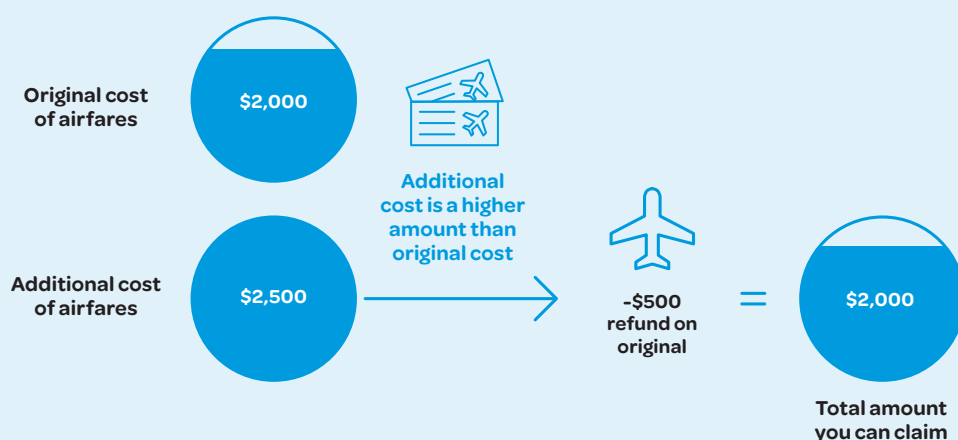 Original cost
of airfares
$2,000
Additional
cost is a higher
amount than
original cost
Additional cost
of airfares
$2,500
-$500
refund on
original
=
$2,000
Total amount
you can claim